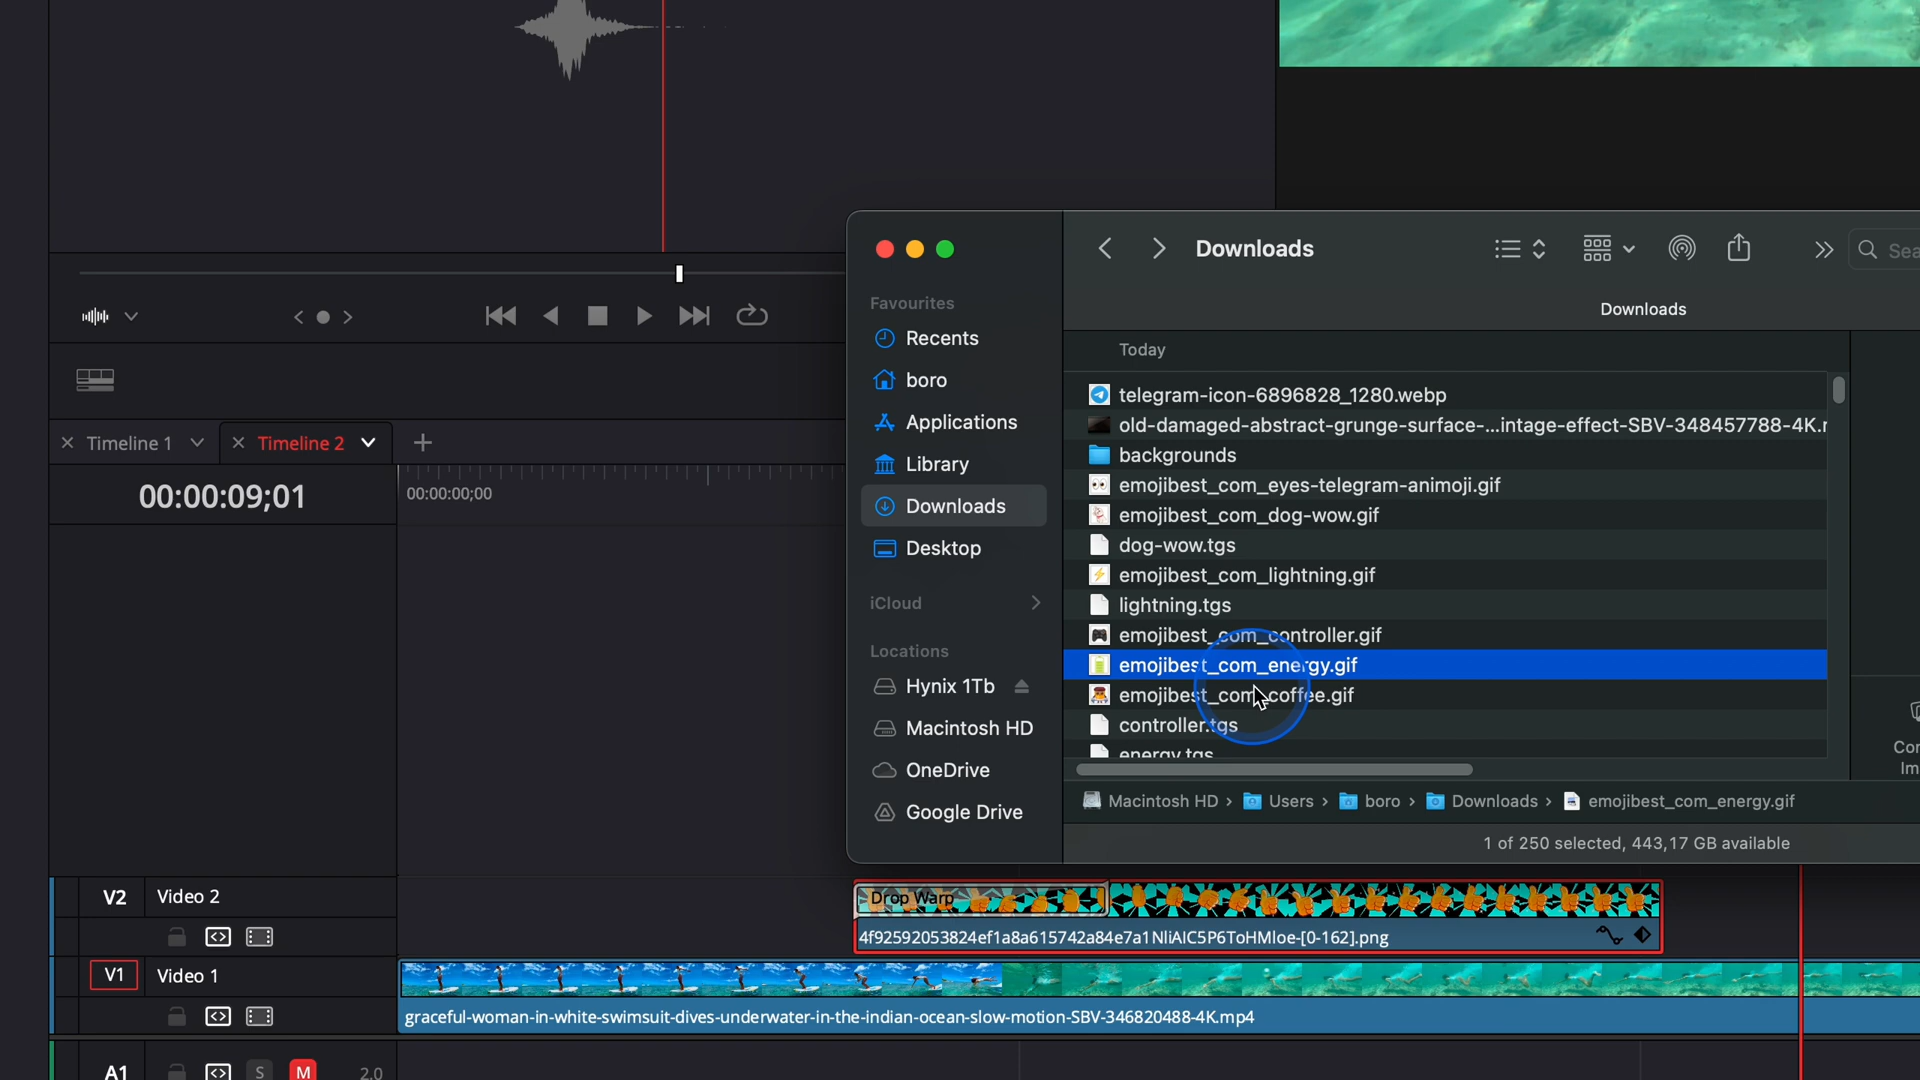 Downloads
Sea
Favourites
Downloads
Recents
Today
boro
telegram-icon-6896828_1280.webp
Applications
old-damaged-abstract-grunge-surface-...intage-effect-SBV-348457788-4K.r
Timeline 1
Timeline 2
backgrounds
Library
emojibest_com_eyes-telegram-animoji.gif
00:00:09;01
00:00:00;00
Downloads
emojibest_com_dog-wow.gif
Desktop
dog-wow.tgs
emojibest_com_lightning.gif
iCloud
lightning.tgs
emojibest_com_controller.gif
Locations
emojibest_com_energy.gif
Hynix 1Tb
emojibest_com_coffee.gif
Macintosh HD
controller.tgs
energy.tgs
Con
Im
OneDrive
Google Drive
Macintosh HD › Users › boro › Downloads › emojibest_com_energy.gif
1 of 250 selected, 443,17 GB available
V2 Video 2
Drop Warp
4f92592053824ef1a8a615742a84e7a1NliAIC5P6ToHMloe-[0-162].png
V1 Video 1
graceful-woman-in-white-swimsuit-dives-underwater-in-the-indian-ocean-slow-motion-SBV-346820488-4K.mp4
A1 S M 2.0